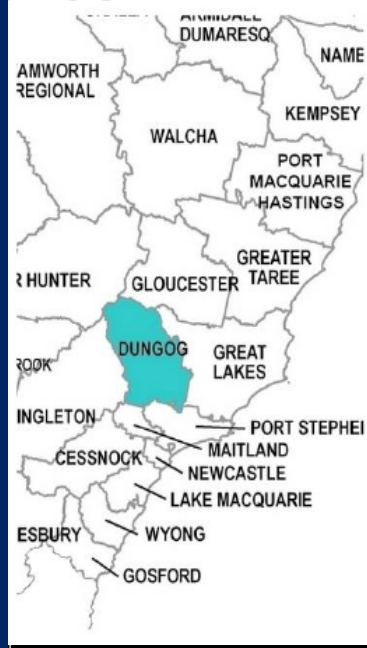 DUMARESQ
NAME
AMWORTH
REGIONAL
KEMPSEY
WALCHA
PORT
MACQUARIE
HASTINGS
GREATER
TAREE
R HUNTER
GLOUCESTER
DUNGOG
GREAT
LAKES
ROOK
INGLETON
PORT STEPHEI
MAITLAND
CESSNOCK
NEWCASTLE
LAKE MACQUARIE
ESBURY
WYONG
GOSFORD